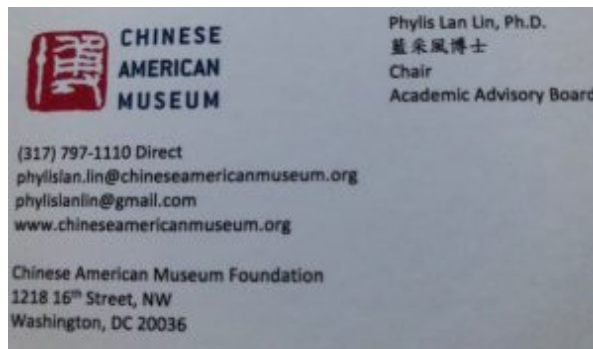 CHINESE
AMERICAN
MUSEUM
Phylis Lan Lin, Ph.D.
藍采風博士
Chair
Academic Advisory Board
(317) 797-1110 Direct
phylislan.lin@chineseamericanmuseum.org
phylislanlin@gmail.com
www.chineseamericanmuseum.org
Chinese American Museum Foundation
1218 16th Street, NW
Washington, DC 20036